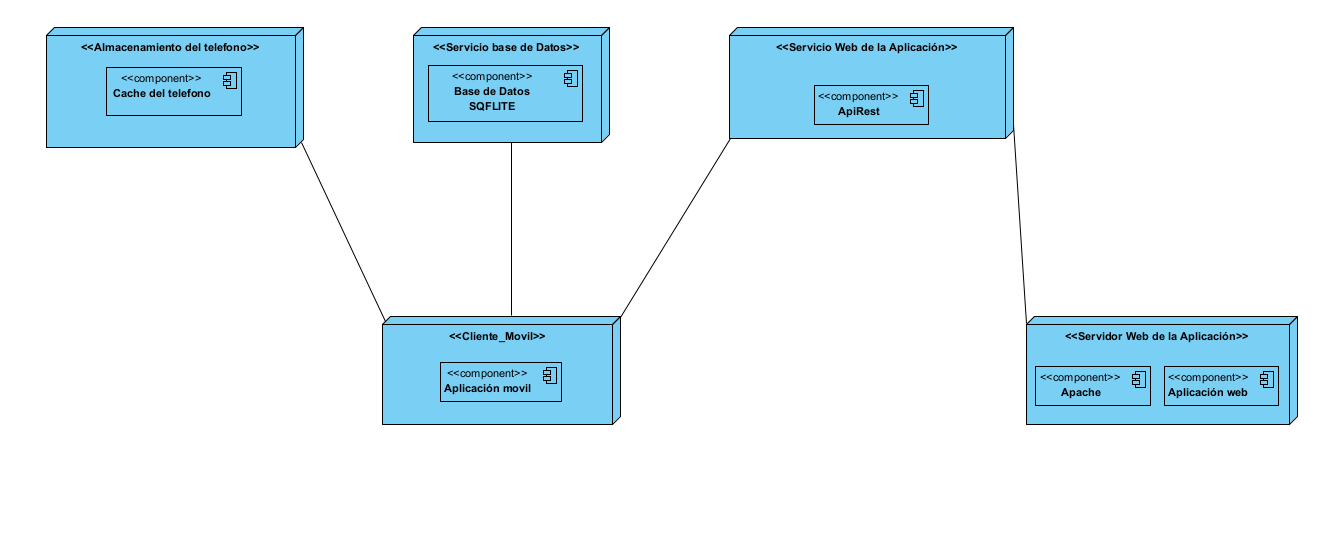 <<Almacenamiento del telefono>>
<<component>>
Cache del telefono
<<Servicio base de Datos>>
<<component>>
Base de Datos
SQFLITE
<<Servicio Web de la Aplicación>>
<<component>>
ApiRest
<<Cliente_Movil>>
<<component>>
Aplicación movil
<<Servidor Web de la Aplicación>>
<<component>>
Apache
<<component>>
Aplicación web